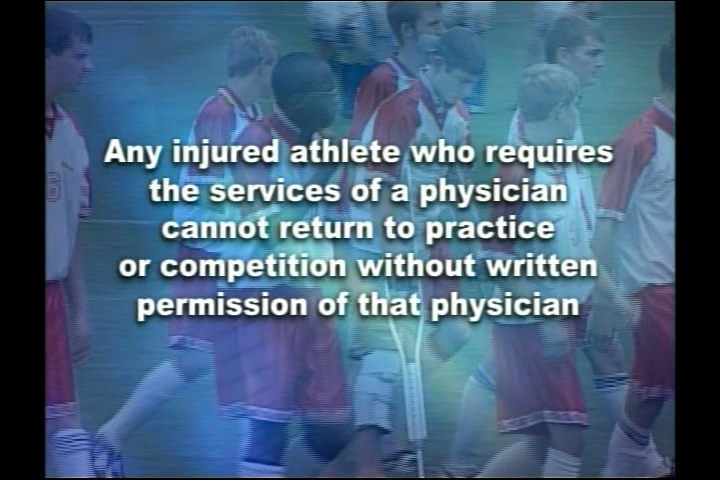 Any injured athlete who requires
the services of a physician
cannot return to practice
or competition without written
permission of that physician